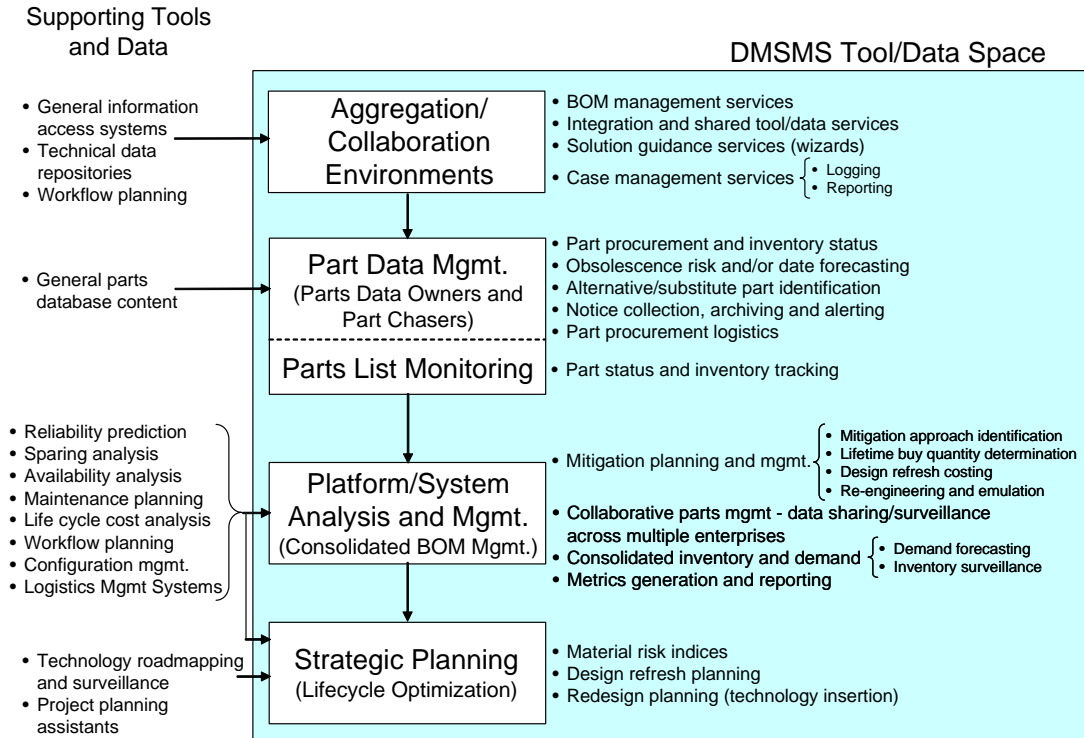 Supporting Tools
and Data
DMSMS Tool/Data Space
• General information
access systems
• Technical data
repositories
• Workflow planning
Aggregation/
Collaboration
Environments
• BOM management services
• Integration and shared tool/data services
• Solution guidance services (wizards)
• Case management services
• Logging
• Reporting
• General parts
database content
Part Data Mgmt.
(Parts Data Owners and
Part Chasers)
• Part procurement and inventory status
• Obsolescence risk and/or date forecasting
• Alternative/substitute part identification
• Notice collection, archiving and alerting
• Part procurement logistics
Parts List Monitoring
• Part status and inventory tracking
• Reliability prediction
• Sparing analysis
• Availability analysis
• Maintenance planning
• Life cycle cost analysis
• Workflow planning
• Configuration mgmt.
• Logistics Mgmt Systems
Platform/System
Analysis and Mgmt.
(Consolidated BOM Mgmt.)
• Mitigation planning and mgmt.
• Mitigation approach identification
• Lifetime buy quantity determination
• Design refresh costing
• Re-engineering and emulation
• Collaborative parts mgmt - data sharing/surveillance
across multiple enterprises
• Consolidated inventory and demand
• Demand forecasting
• Inventory surveillance
• Metrics generation and reporting
• Technology roadmapping
and surveillance
• Project planning
assistants
Strategic Planning
(Lifecycle Optimization)
• Material risk indices
• Design refresh planning
• Redesign planning (technology insertion)